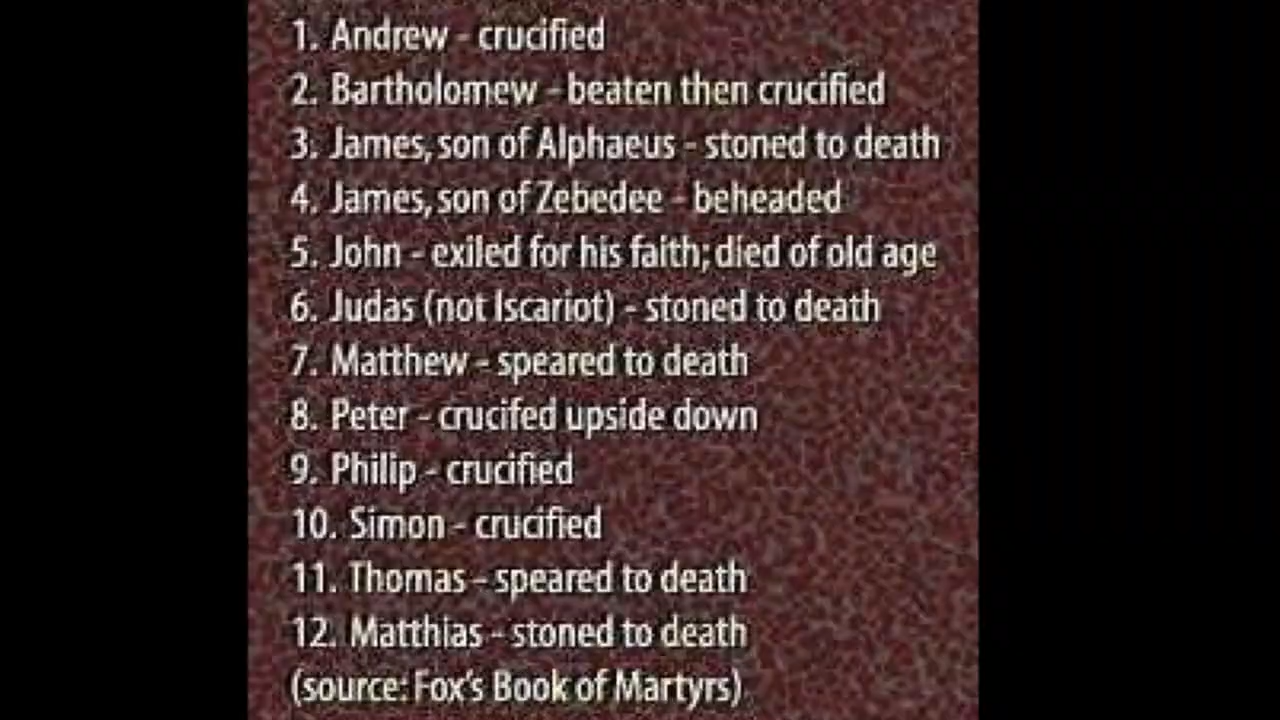 1. Andrew - crucified
2. Bartholomew - beaten then crucified
3. James, son of Alphaeus - stoned to death
4. James, son of Zebedee - beheaded
5. John - exiled for his faith; died of old age
6. Judas (not Iscariot) - stoned to death
7. Matthew - speared to death
8. Peter - crucifed upside down
9. Philip - crucified
10. Simon - crucified
11. Thomas - speared to death
12. Matthias - stoned to death
(source: Fox's Book of Martyrs)